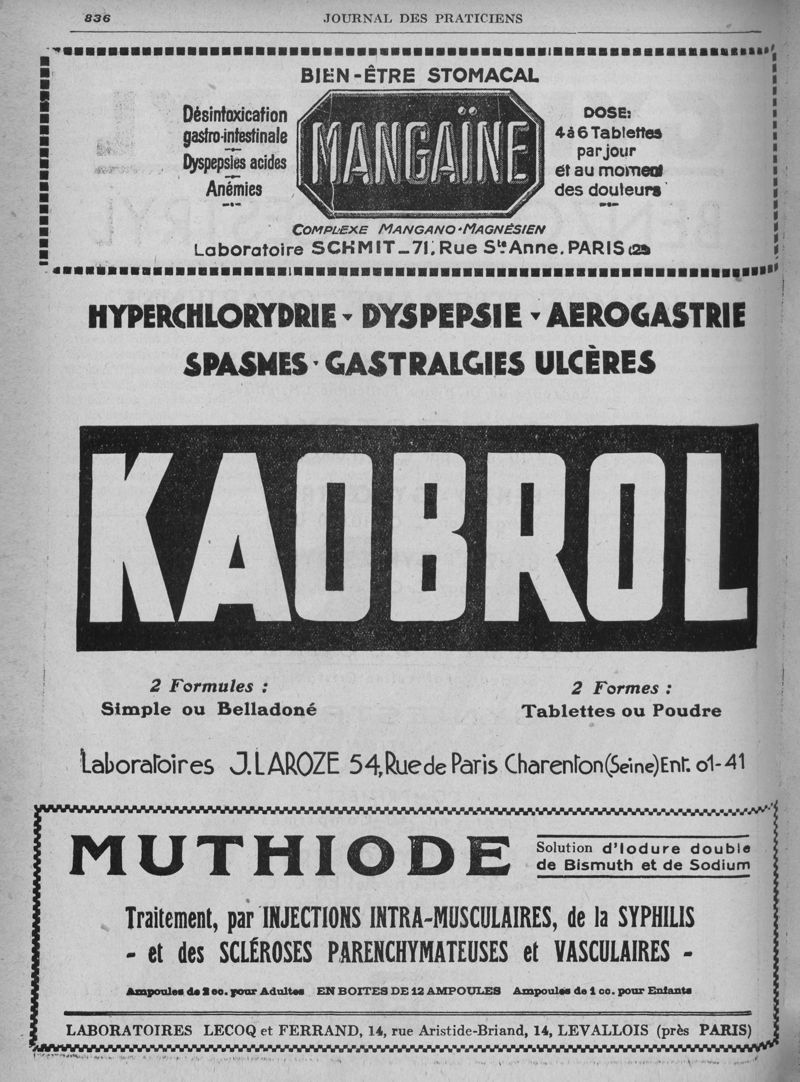 836
JOURNAL DES PRATICIENS
BIEN-ÊTRE STOMACAL
Désintoxication
gastro-intestinale
Dyspepsies acides
Anémies
MANGAÏNE
DOSE:
4 à 6 Tablettes
par jour
et au moment
des douleurs
COMPLEXE MANGANO-MAGNÉSIEN
Laboratoire SCHMIT_71, Rue Ste Anne, PARIS (2e)
HYPERCHLORYDRIE - DYSPEPSIE - AEROGASTRIE
SPASMES · GASTRALGIES ULCÈRES
KAOBROL
2 Formules :
Simple ou Belladoné
2 Formes :
Tablettes ou Poudre
Laboratoires J. LAROZE 54, Rue de Paris Charenton (Seine) Ent. 01-41
MUTHIODE
Solution d'Iodure double
de Bismuth et de Sodium
Traitement, par INJECTIONS INTRA-MUSCULAIRES, de la SYPHILIS
- et des SCLÉROSES PARENCHYMATEUSES et VASCULAIRES -
Ampoules de 2 cc. pour Adultes EN BOITES DE 12 AMPOULES Ampoules de 1 cc. pour Enfants
LABORATOIRES LECOQ et FERRAND, 14, rue Aristide-Briand, 14, LEVALLOIS (près PARIS)